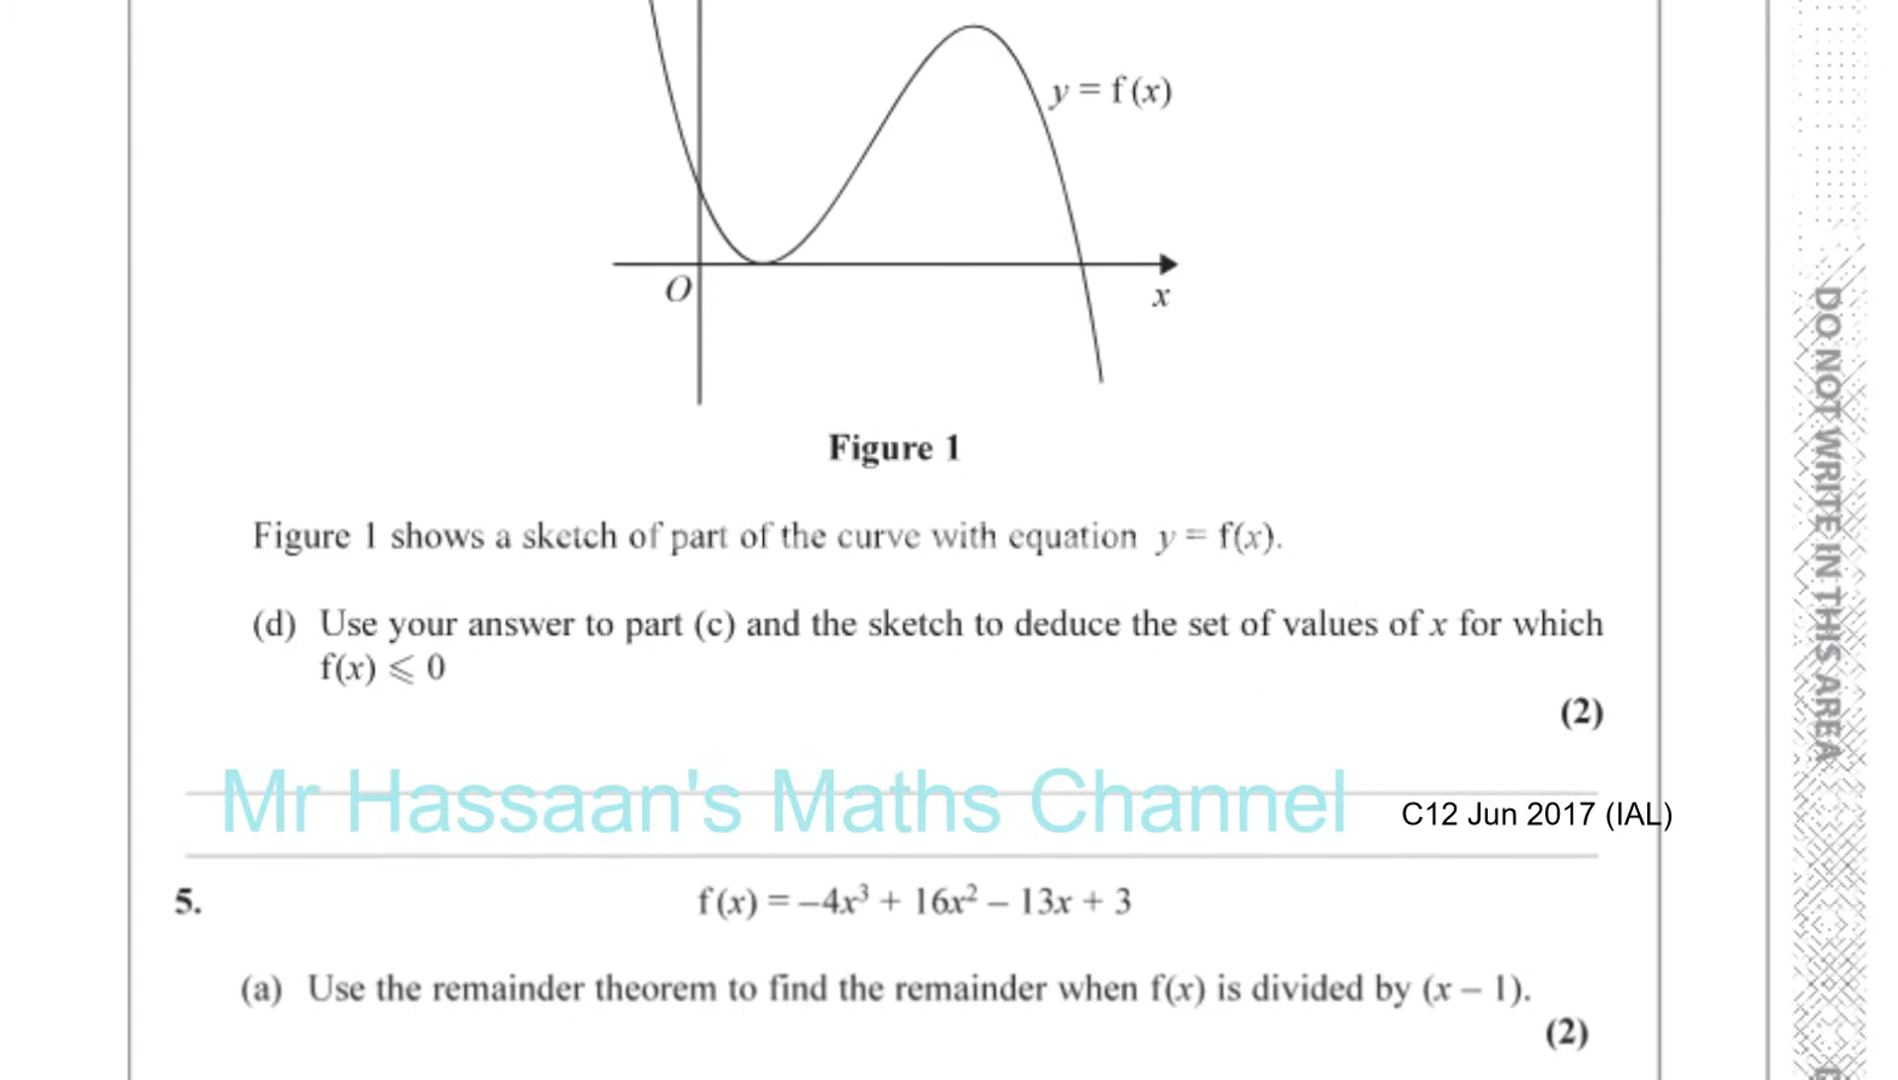 y = f(x)
O
x
Figure 1
Figure 1 shows a sketch of part of the curve with equation y = f(x).
(d) Use your answer to part (c) and the sketch to deduce the set of values of x for which
f(x) ⩽ 0
(2)
Mr Hassaan's Maths Channel
C12 Jun 2017 (IAL)
5.
f(x) = –4x³ + 16x² – 13x + 3
(a) Use the remainder theorem to find the remainder when f(x) is divided by (x – 1).
(2)
DO NOT WRITE IN THIS AREA